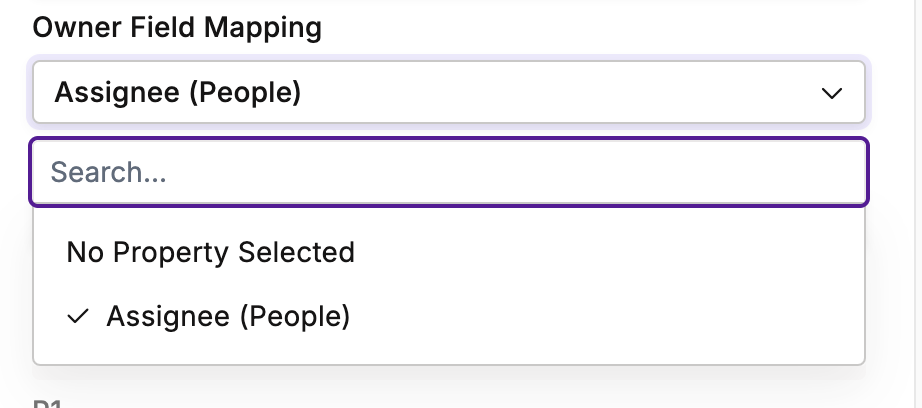 Owner Field Mapping
Assignee (People)
Search...
No Property Selected
Assignee (People)